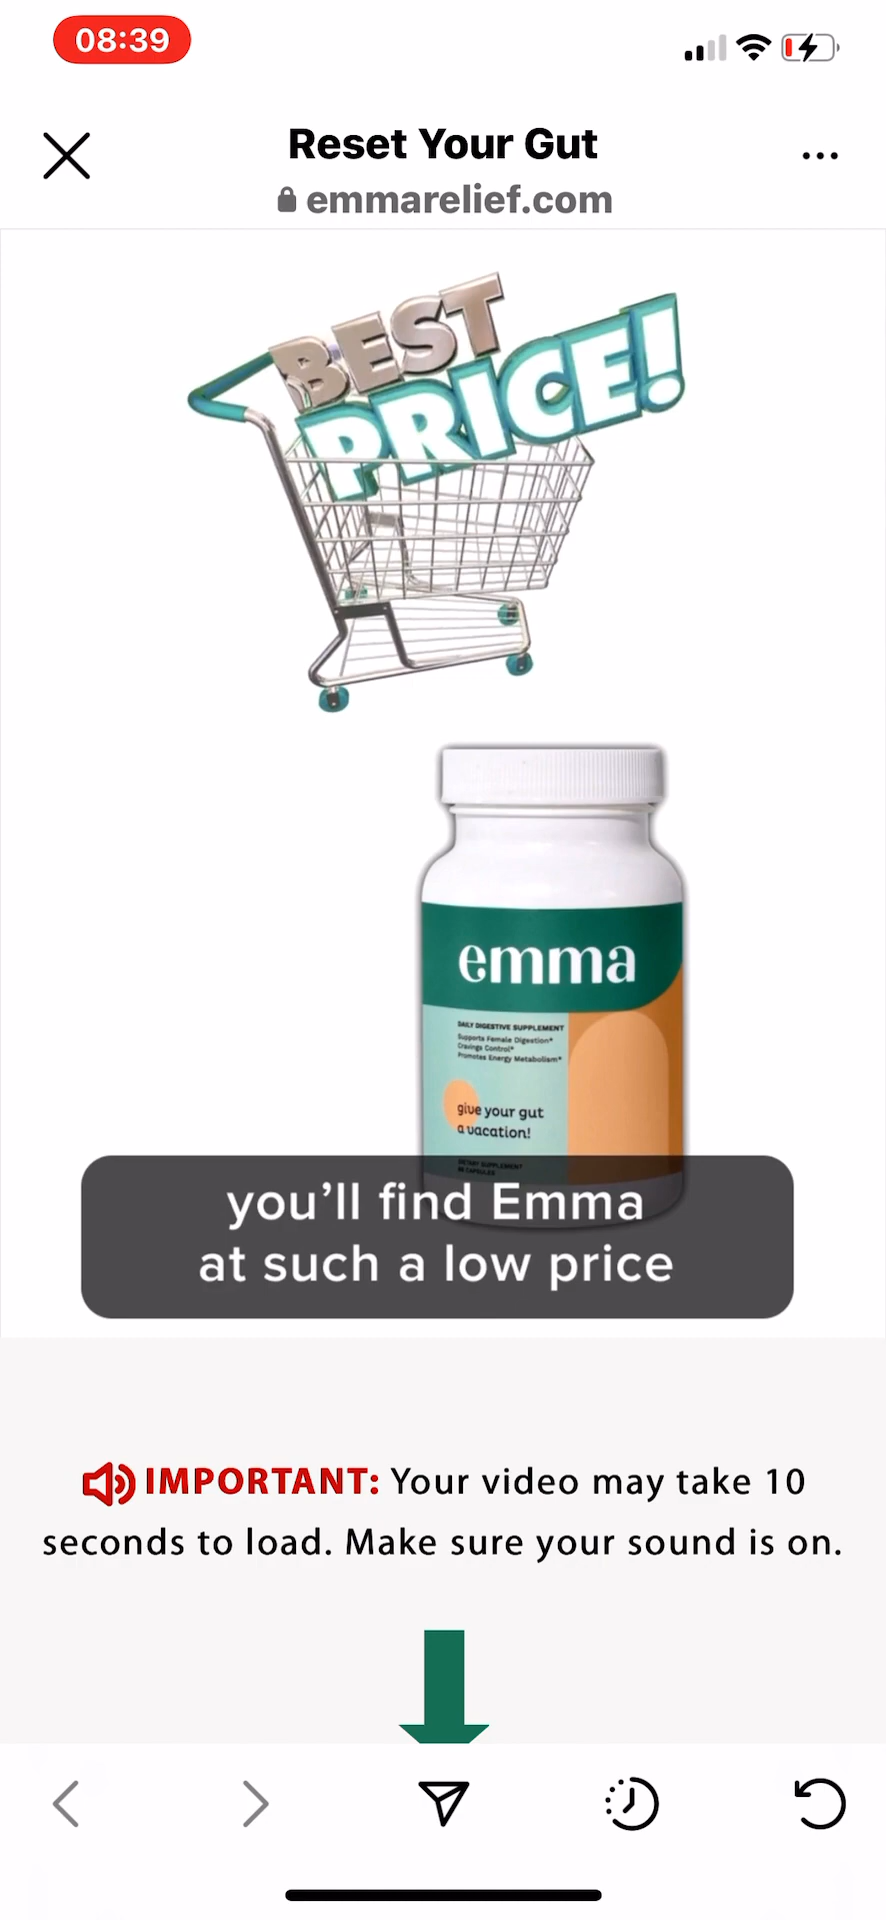 08:39
Reset Your Gut
emmarelief.com
BEST
PRICE!
emma
DAILY DIGESTIVE SUPPLEMENT
Supports Female Digestion*
Cravings Control*
Promotes Energy Metabolism*
give your gut
a vacation!
DIETARY SUPPLEMENT
you’ll find Emma
at such a low price
IMPORTANT: Your video may take 10
seconds to load. Make sure your sound is on.